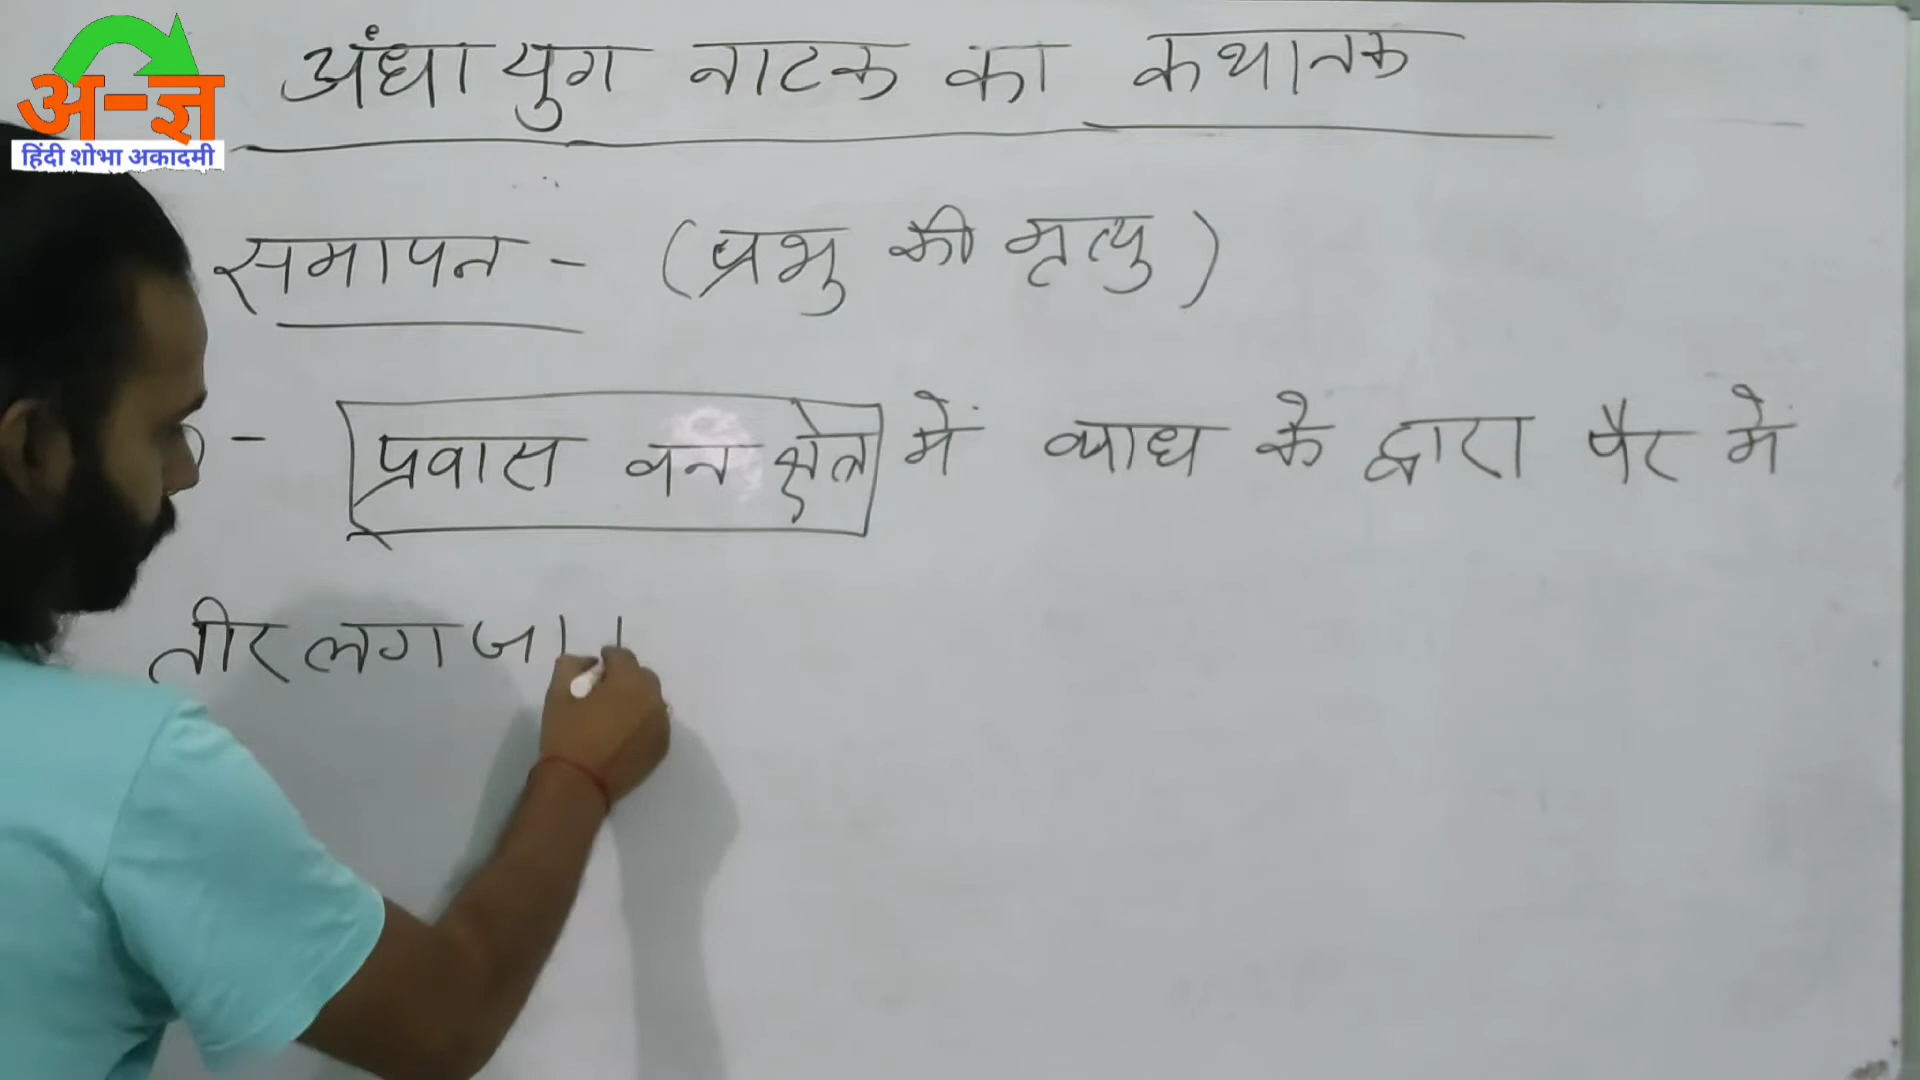 अ-ज्ञ
हिंदी शोभा अकादमी
अंधा युग नाटक का कथानक
समापन - (प्रभु की मृत्यु)
- प्रवास वन क्षेत्र में व्याध के द्वारा पैर में
तीर लग जा